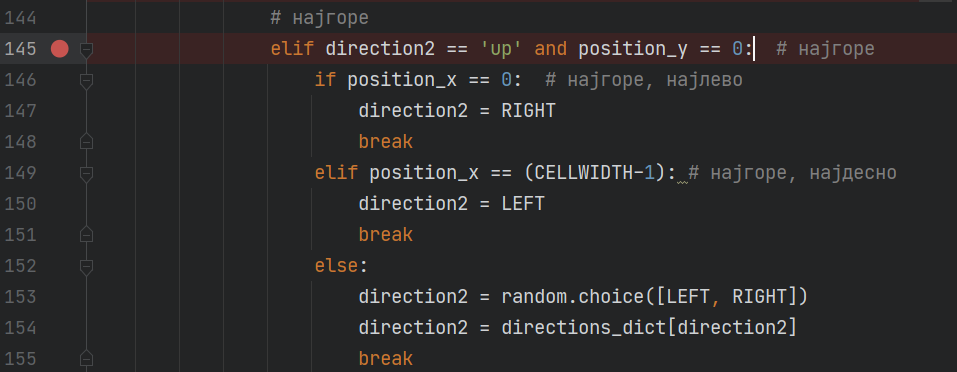 144 # најгоре
145 elif direction2 == 'up' and position_y == 0: # најгоре
146 if position_x == 0: # најгоре, најлево
147 direction2 = RIGHT
148 break
149 elif position_x == (CELLWIDTH-1): # најгоре, најдесно
150 direction2 = LEFT
151 break
152 else:
153 direction2 = random.choice([LEFT, RIGHT])
154 direction2 = directions_dict[direction2]
155 break